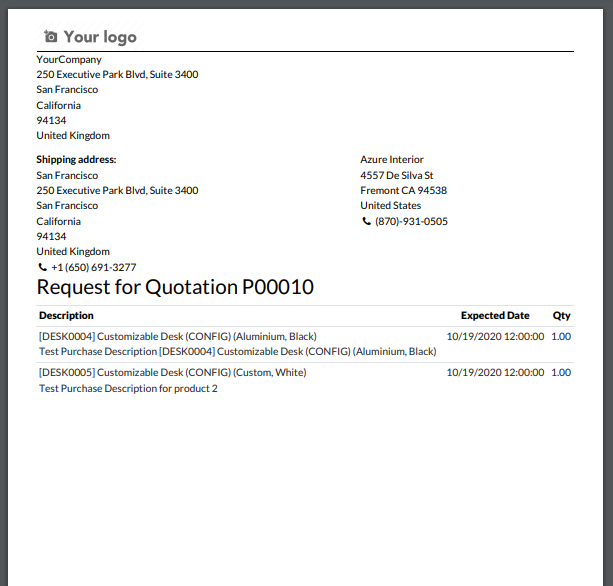 Your logo
YourCompany
250 Executive Park Blvd, Suite 3400
San Francisco
California
94134
United Kingdom
Shipping address:
San Francisco
250 Executive Park Blvd, Suite 3400
San Francisco
California
94134
United Kingdom
+1 (650) 691-3277
Azure Interior
4557 De Silva St
Fremont CA 94538
United States
(870)-931-0505
Request for Quotation P00010
Description Expected Date Qty
[DESK0004] Customizable Desk (CONFIG) (Aluminium, Black) 10/19/2020 12:00:00 1.00
Test Purchase Description [DESK0004] Customizable Desk (CONFIG) (Aluminium, Black)
[DESK0005] Customizable Desk (CONFIG) (Custom, White) 10/19/2020 12:00:00 1.00
Test Purchase Description for product 2